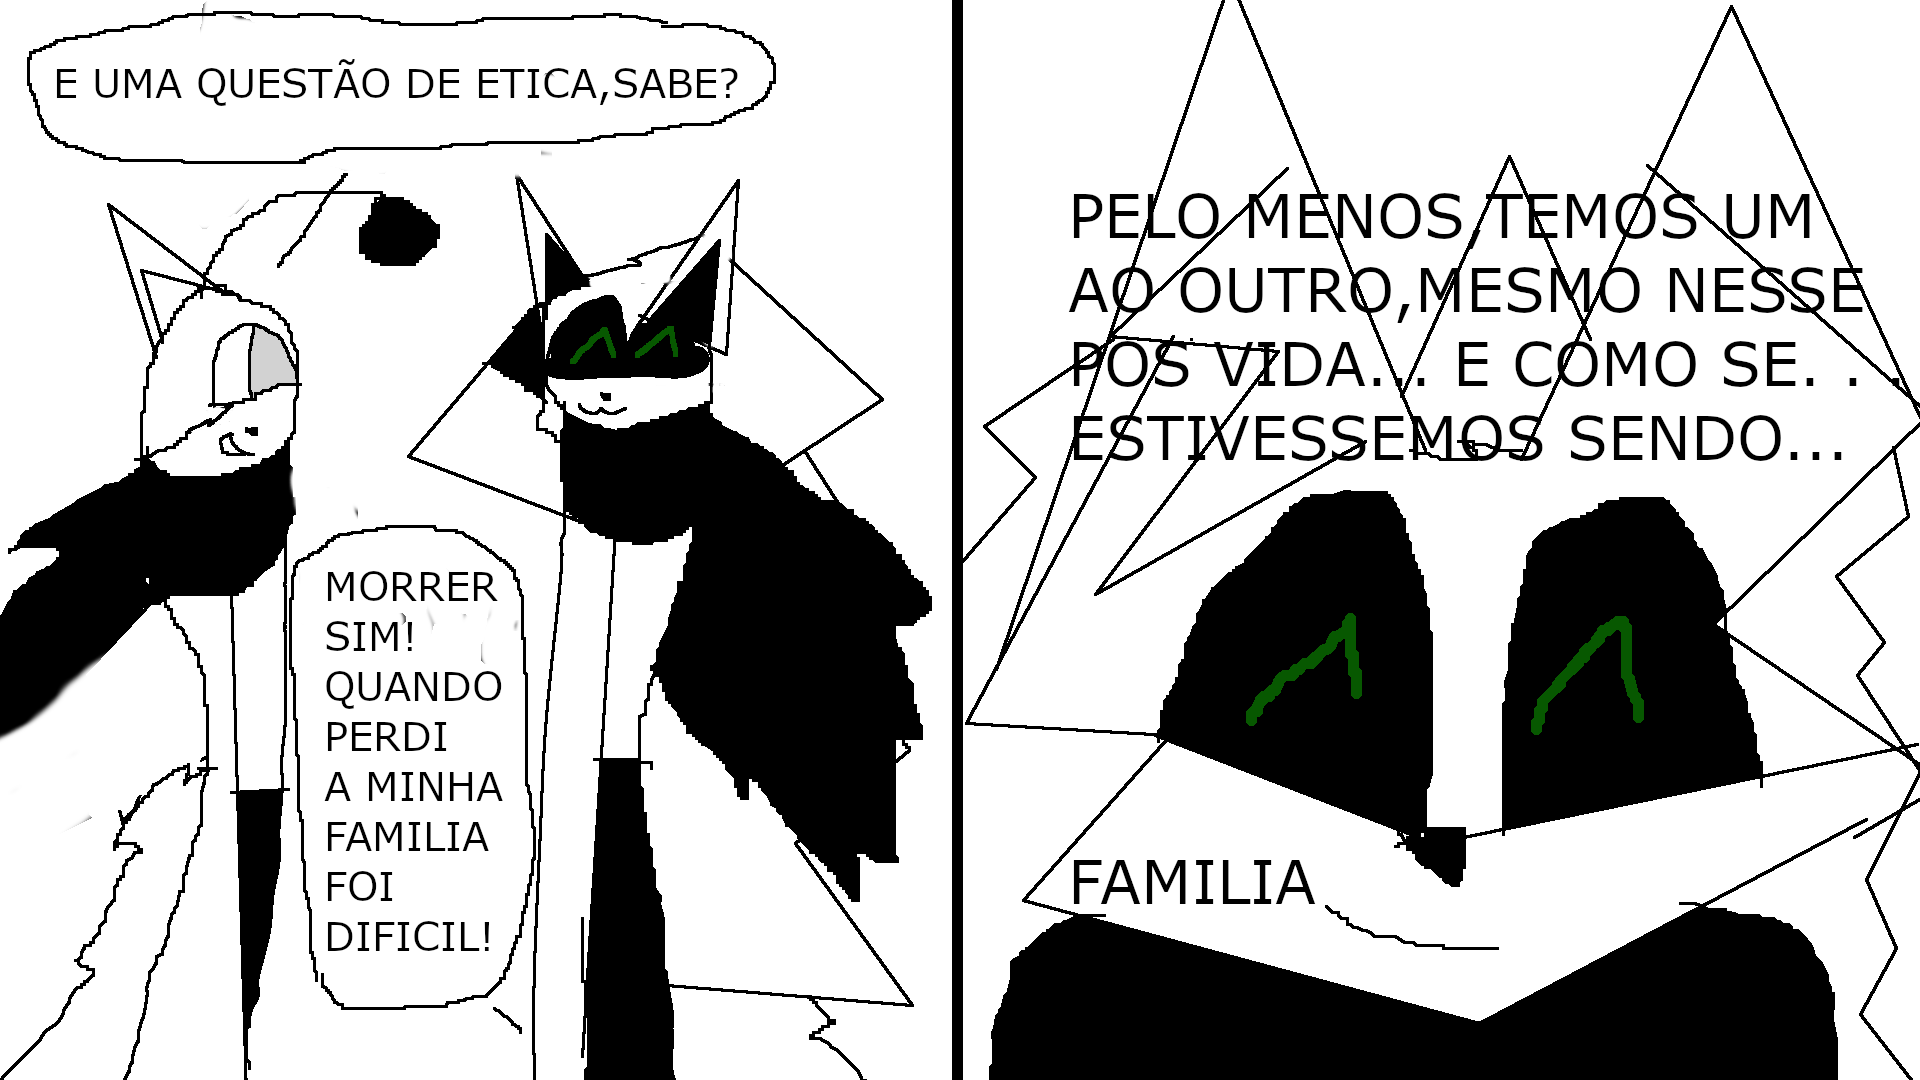 E UMA QUESTÃO DE ETICA,SABE?
MORRER
SIM!
QUANDO
PERDI
A MINHA
FAMILIA
FOI
DIFICIL!
PELO MENOS,TEMOS UM
AO OUTRO,MESMO NESSE
POS VIDA... E COMO SE. . .
ESTIVESSEMOS SENDO...
FAMILIA